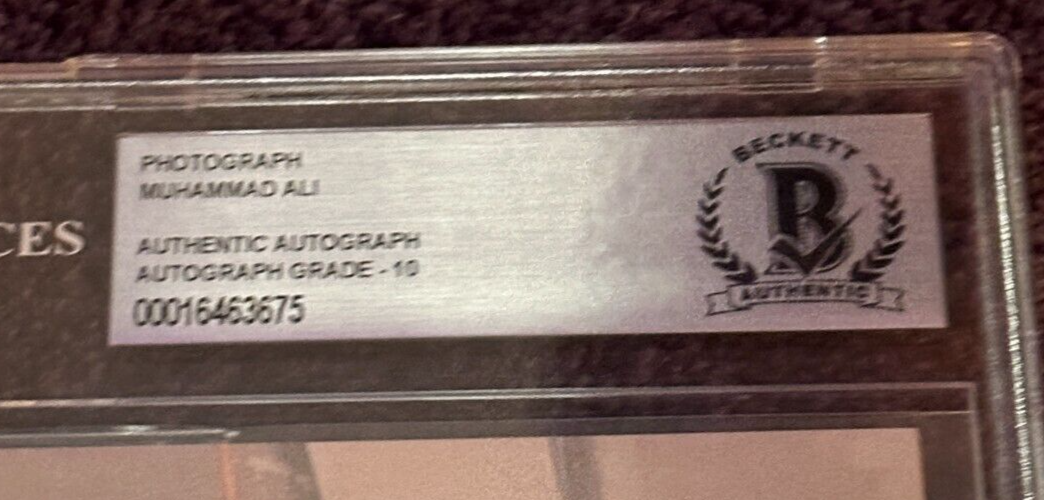 CES
PHOTOGRAPH
MUHAMMAD ALI
AUTHENTIC AUTOGRAPH
AUTOGRAPH GRADE - 10
00016463675
BECKETT
B
AUTHENTIC